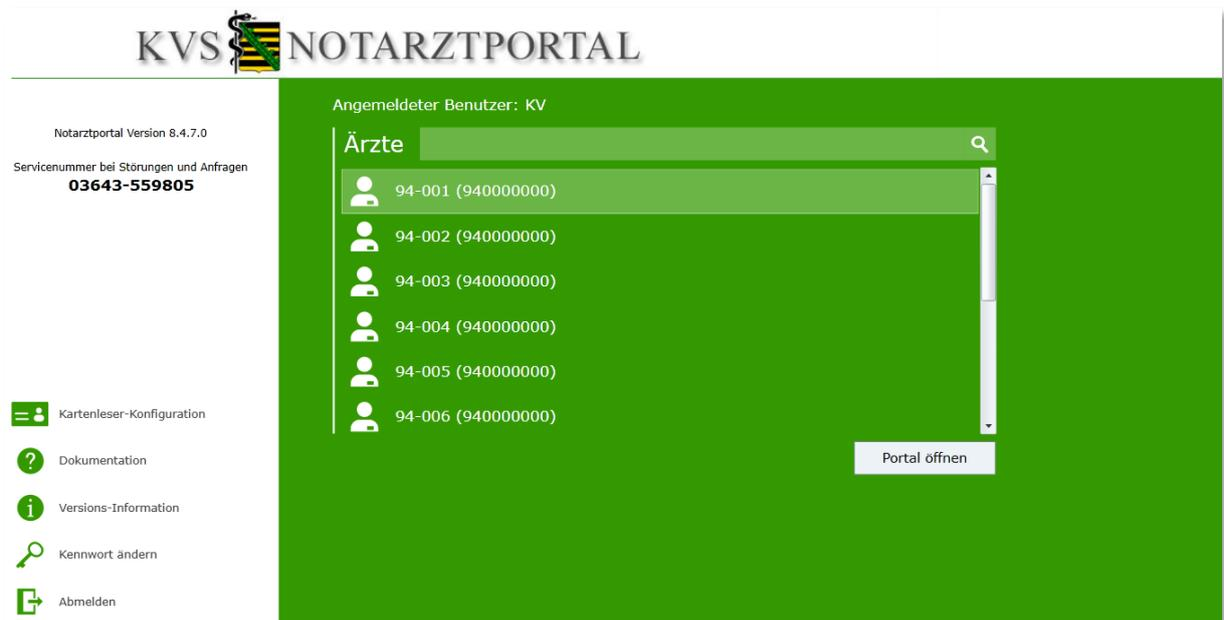 KVS NOTARZTPORTAL
Notarztportal Version 8.4.7.0
Servicenummer bei Störungen und Anfragen
03643-559805
Kartenleser-Konfiguration
Dokumentation
Versions-Information
Kennwort ändern
Abmelden
Angemeldeter Benutzer: KV
Ärzte
94-001 (940000000)
94-002 (940000000)
94-003 (940000000)
94-004 (940000000)
94-005 (940000000)
94-006 (940000000)
Portal öffnen